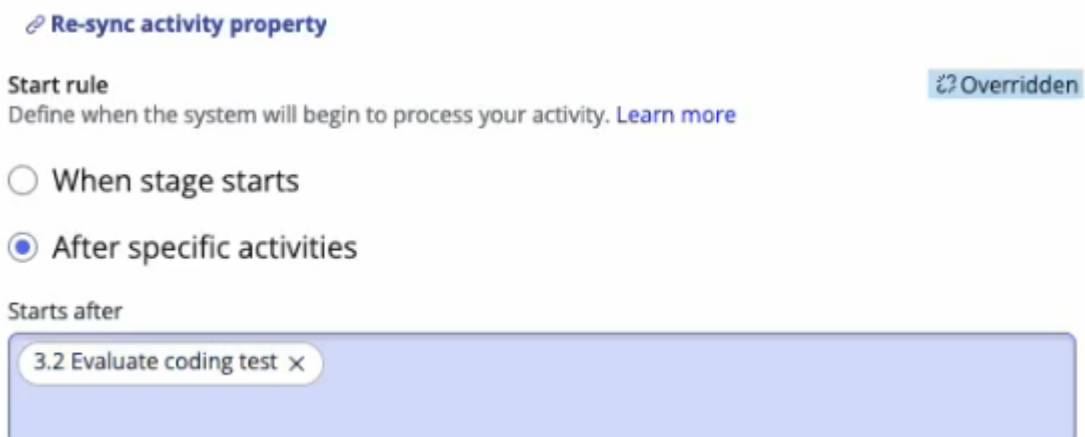 Re-sync activity property
Start rule
Overridden
Define when the system will begin to process your activity. Learn more
When stage starts
After specific activities
Starts after
3.2 Evaluate coding test ×